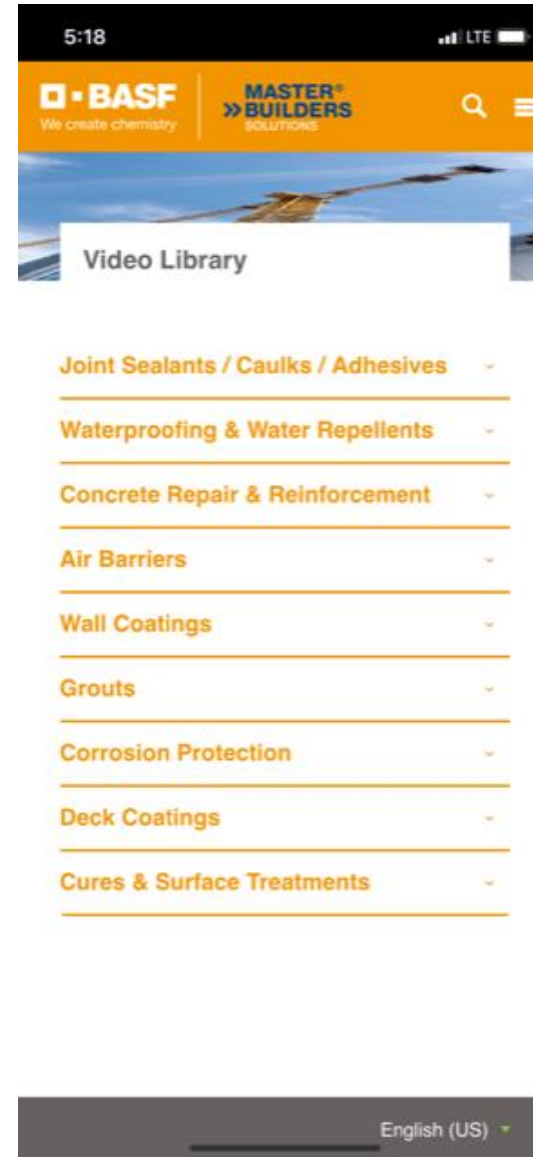 5:18
LTE
BASF
We create chemistry
MASTER®
BUILDERS
SOLUTIONS
Video Library
Joint Sealants / Caulks / Adhesives
Waterproofing & Water Repellents
Concrete Repair & Reinforcement
Air Barriers
Wall Coatings
Grouts
Corrosion Protection
Deck Coatings
Cures & Surface Treatments
English (US)